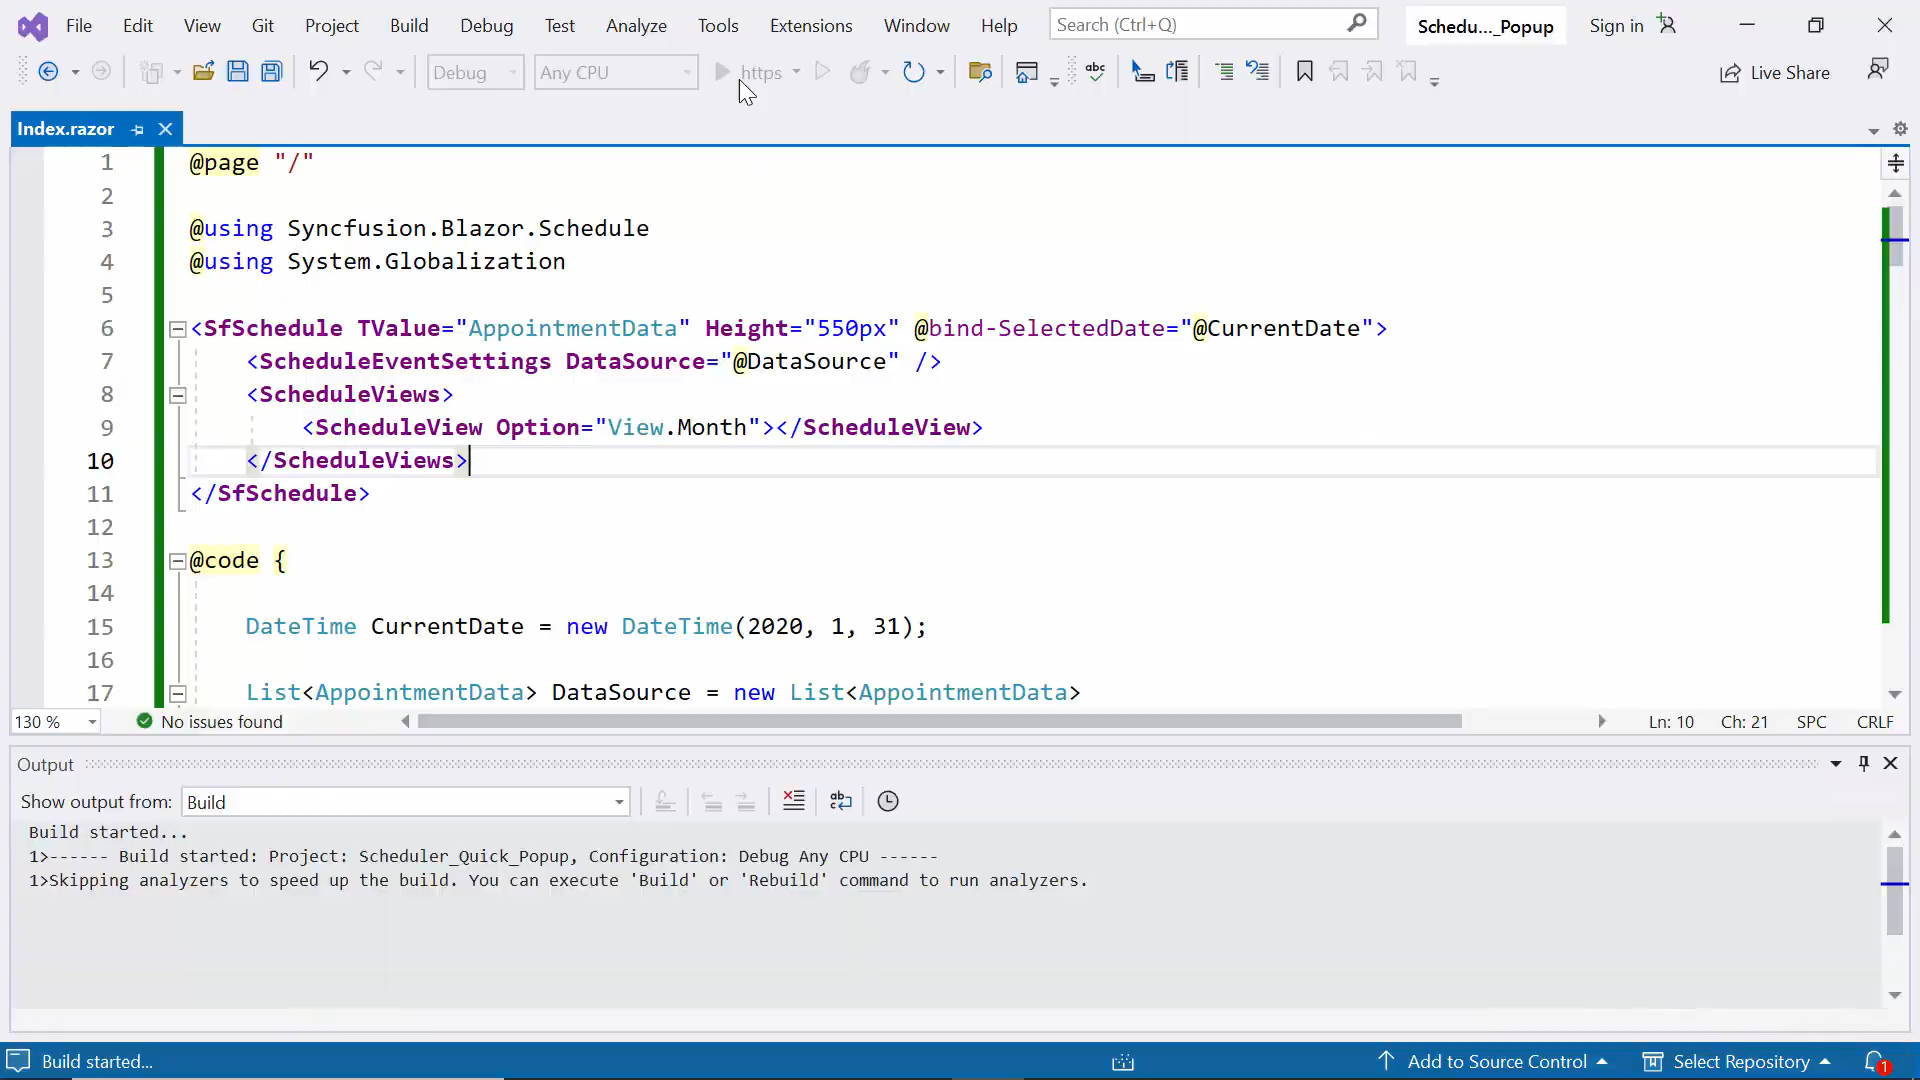 File Edit View Git Project Build Debug Test Analyze Tools Extensions Window Help Search (Ctrl+Q) Schedu..._Popup Sign in
Debug Any CPU https Live Share
Index.razor
1 @page "/"
2
3 @using Syncfusion.Blazor.Schedule
4 @using System.Globalization
5
6 <SfSchedule TValue="AppointmentData" Height="550px" @bind-SelectedDate="@CurrentDate">
7 <ScheduleEventSettings DataSource="@DataSource" />
8 <ScheduleViews>
9 <ScheduleView Option="View.Month"></ScheduleView>
10 </ScheduleViews>
11 </SfSchedule>
12
13 @code {
14
15 DateTime CurrentDate = new DateTime(2020, 1, 31);
16
17 List<AppointmentData> DataSource = new List<AppointmentData>
130 % No issues found Ln: 10 Ch: 21 SPC CRLF
Output
Show output from: Build
Build started...
1>------ Build started: Project: Scheduler_Quick_Popup, Configuration: Debug Any CPU ------
1>Skipping analyzers to speed up the build. You can execute 'Build' or 'Rebuild' command to run analyzers.
Build started... Add to Source Control Select Repository 1